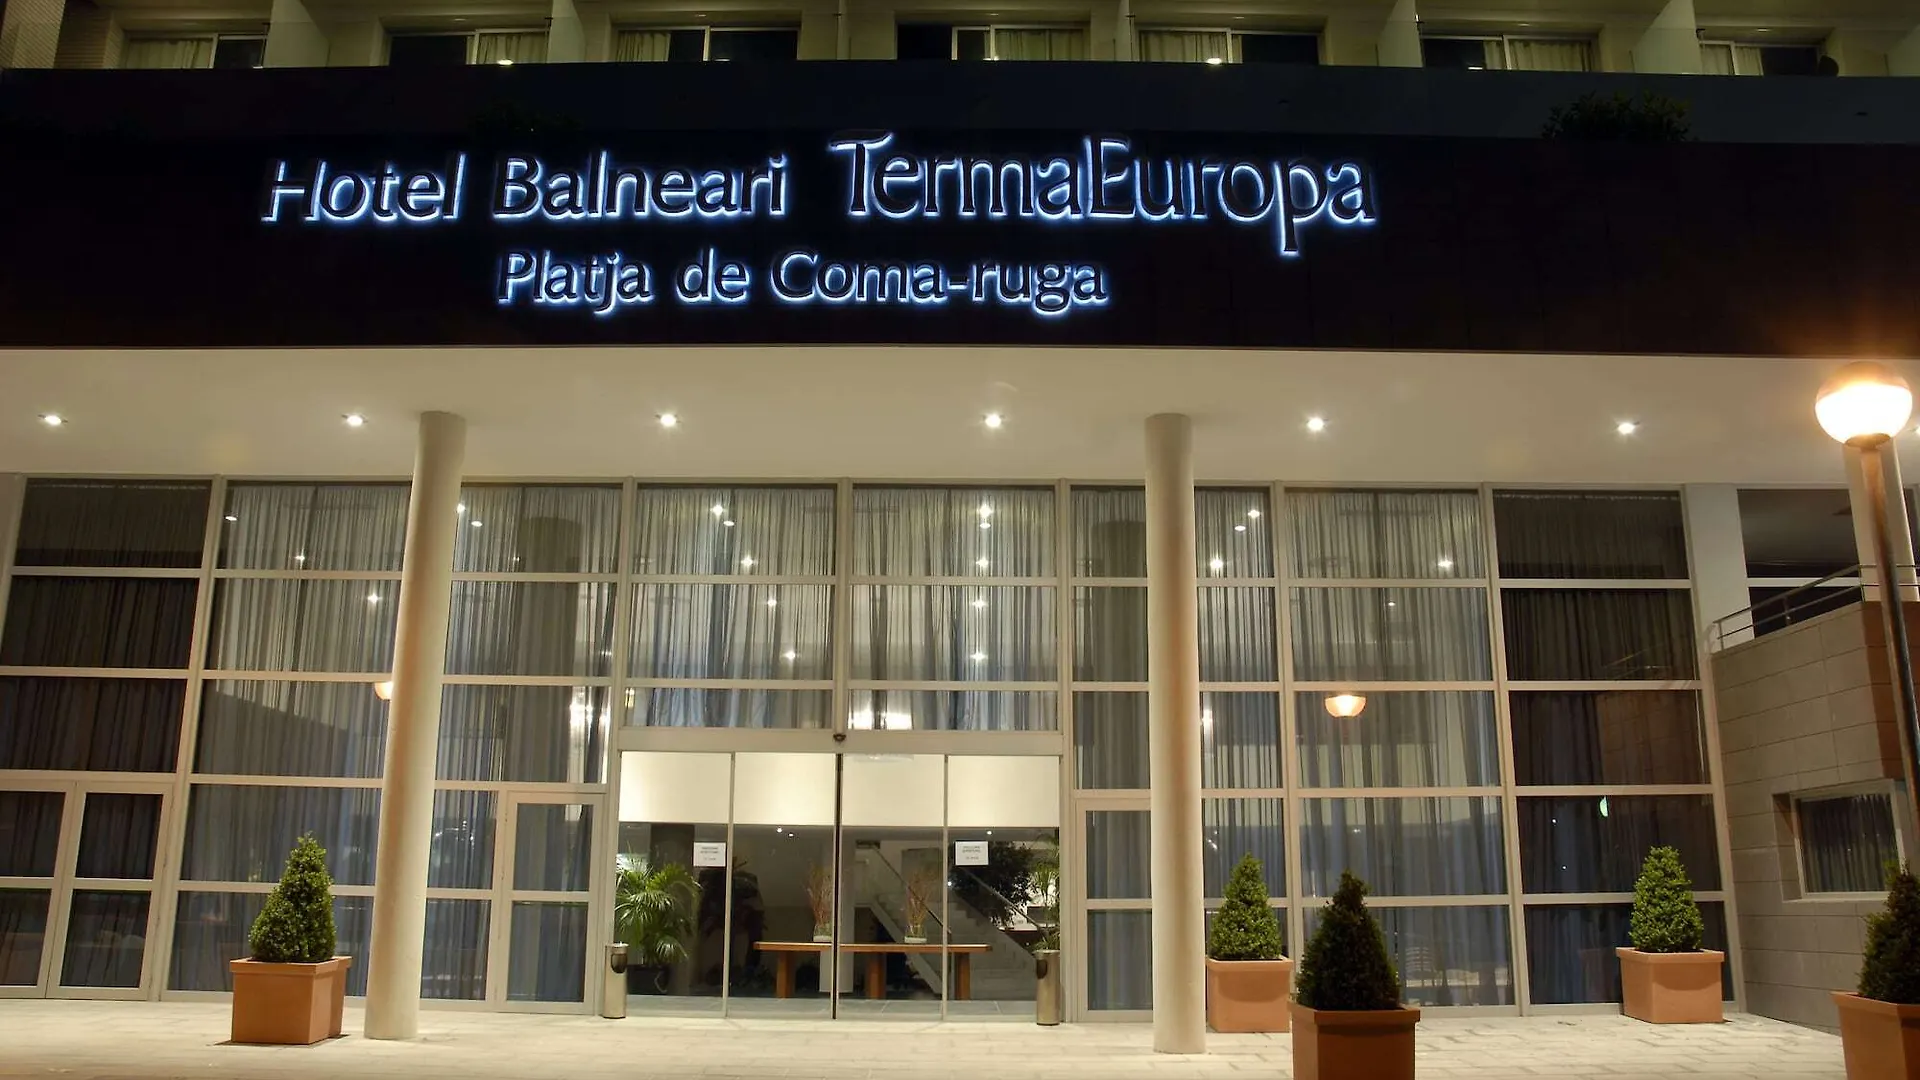 Hotel Balneari TermaEuropa
Platja de Coma-ruga